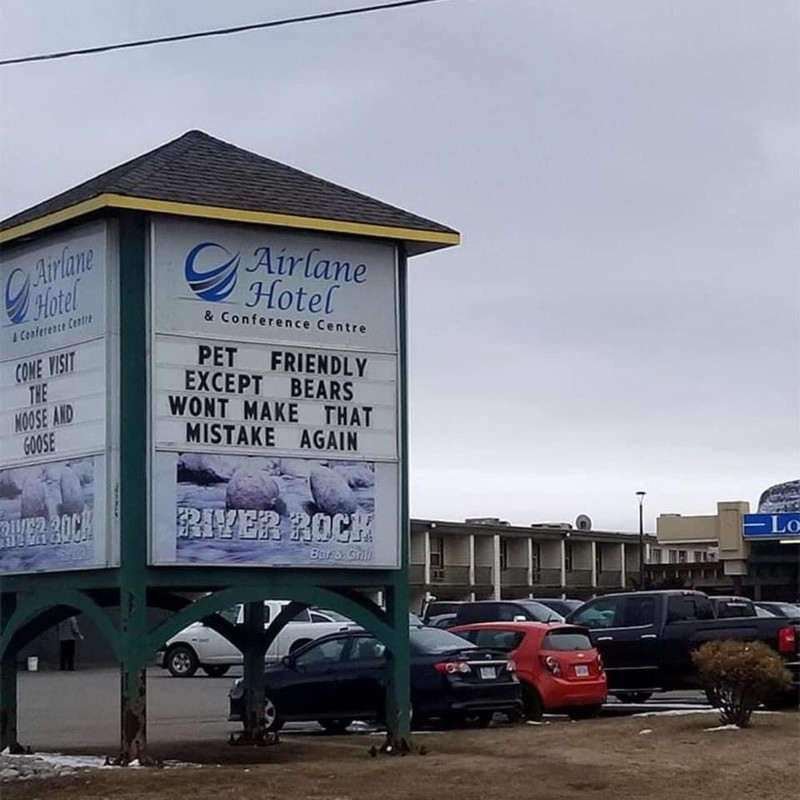 Airlane
Hotel
& Conference Centre
COME VISIT
THE
MOOSE AND
GOOSE
RIVER ROCK
Airlane
Hotel
& Conference Centre
PET FRIENDLY
EXCEPT BEARS
WONT MAKE THAT
MISTAKE AGAIN
RIVER ROCK
Bar & Grill
Lo